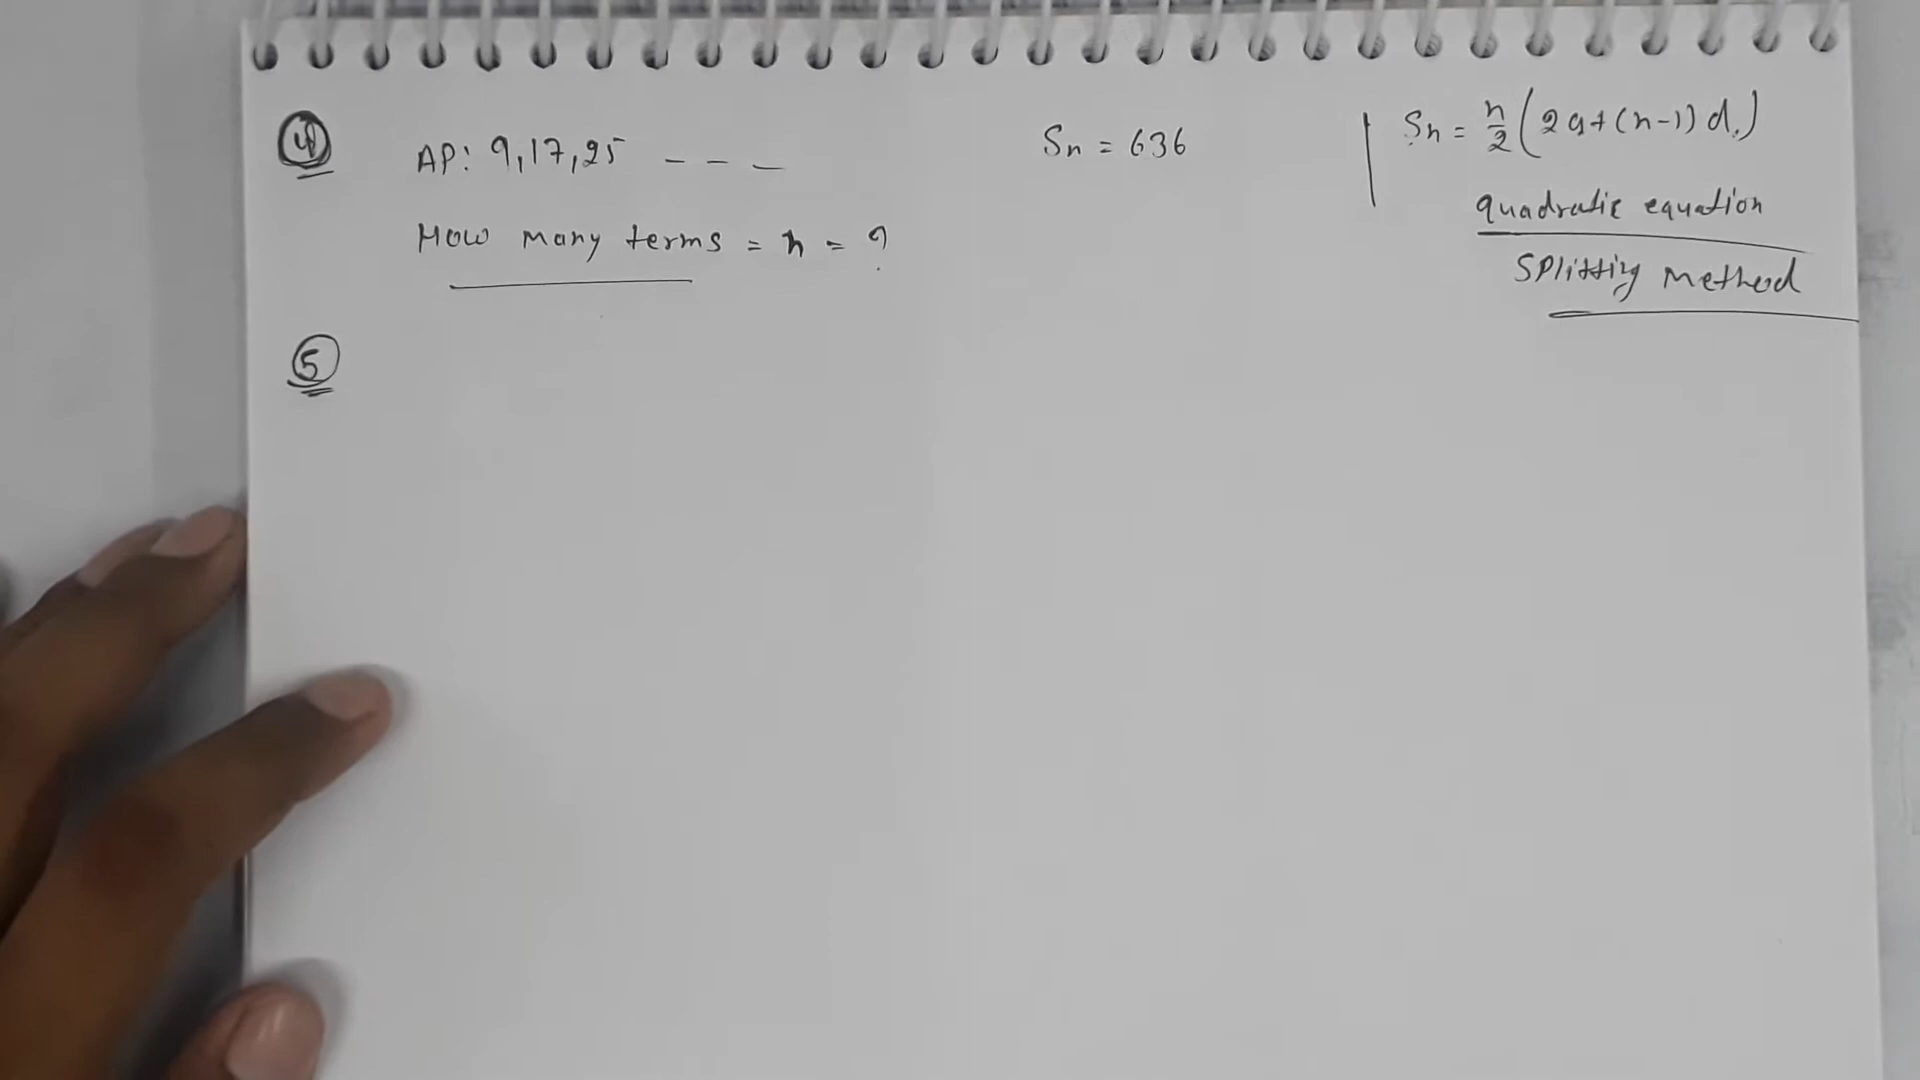 4 AP: 9, 17, 25 _ _ _
Sn = 636
Sn = n/2 (2a + (n-1) d)
quadratic equation
Splitting Method
How many terms = n = ?
5